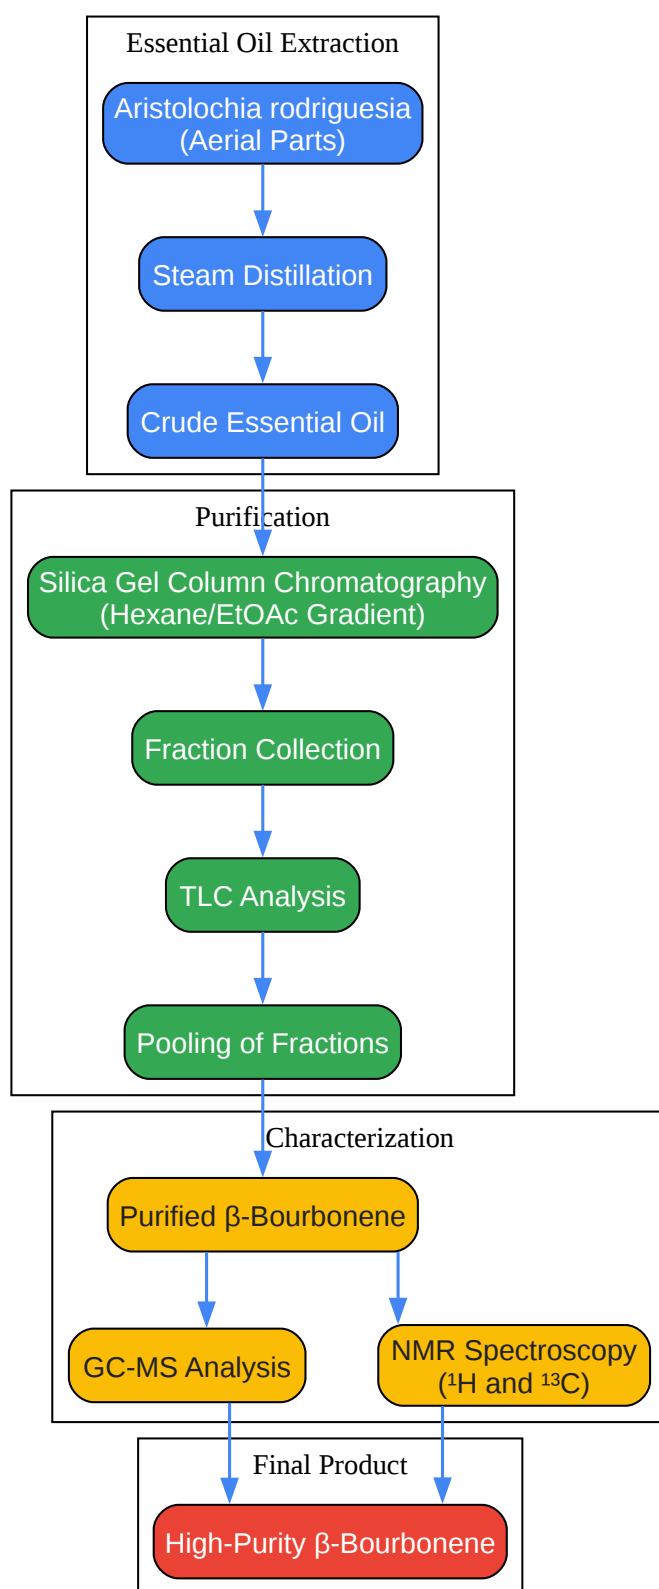 Essential Oil Extraction
Aristolochia rodriguesia
(Aerial Parts)
Steam Distillation
Crude Essential Oil
Purification
Silica Gel Column Chromatography
(Hexane/EtOAc Gradient)
Fraction Collection
TLC Analysis
Pooling of Fractions
Characterization
Purified β-Bourbonene
GC-MS Analysis
NMR Spectroscopy
(¹H and ¹³C)
Final Product
High-Purity β-Bourbonene